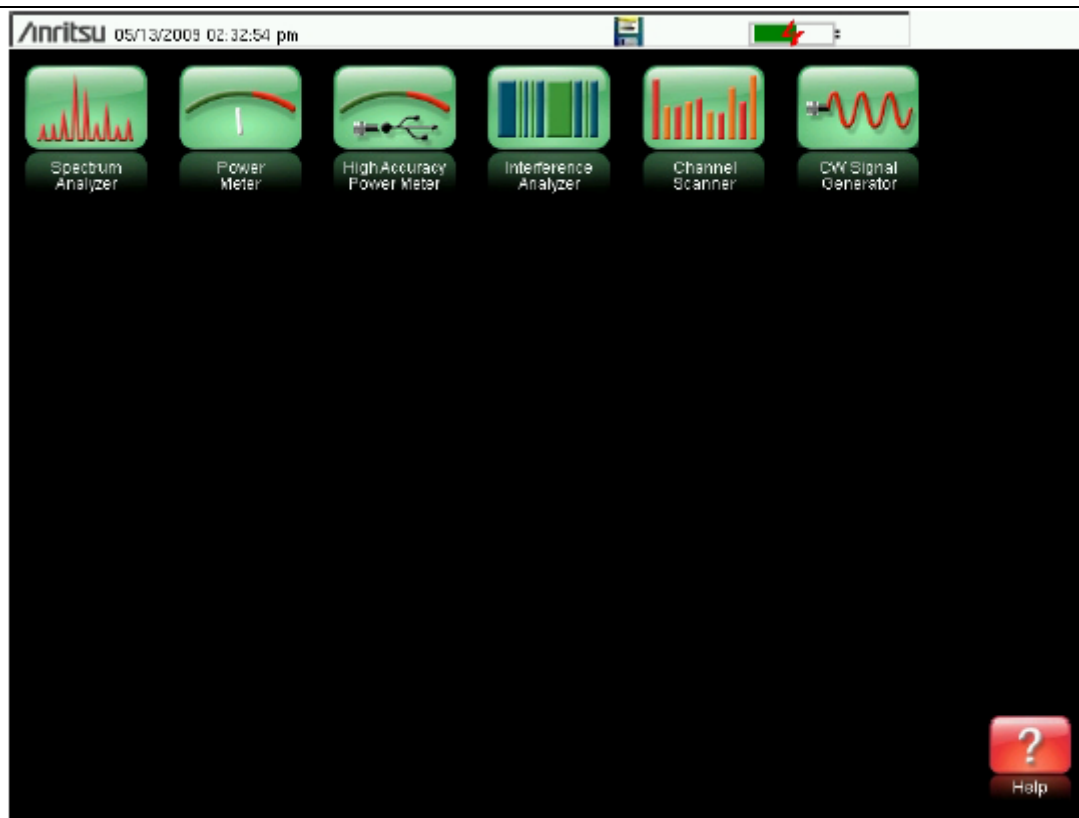 Anritsu 05/13/2009 02:32:54 pm
Spectrum
Analyzer
Power
Meter
High Accuracy
Power Meter
Interference
Analyzer
Channel
Scanner
CW Signal
Generator
?
Help